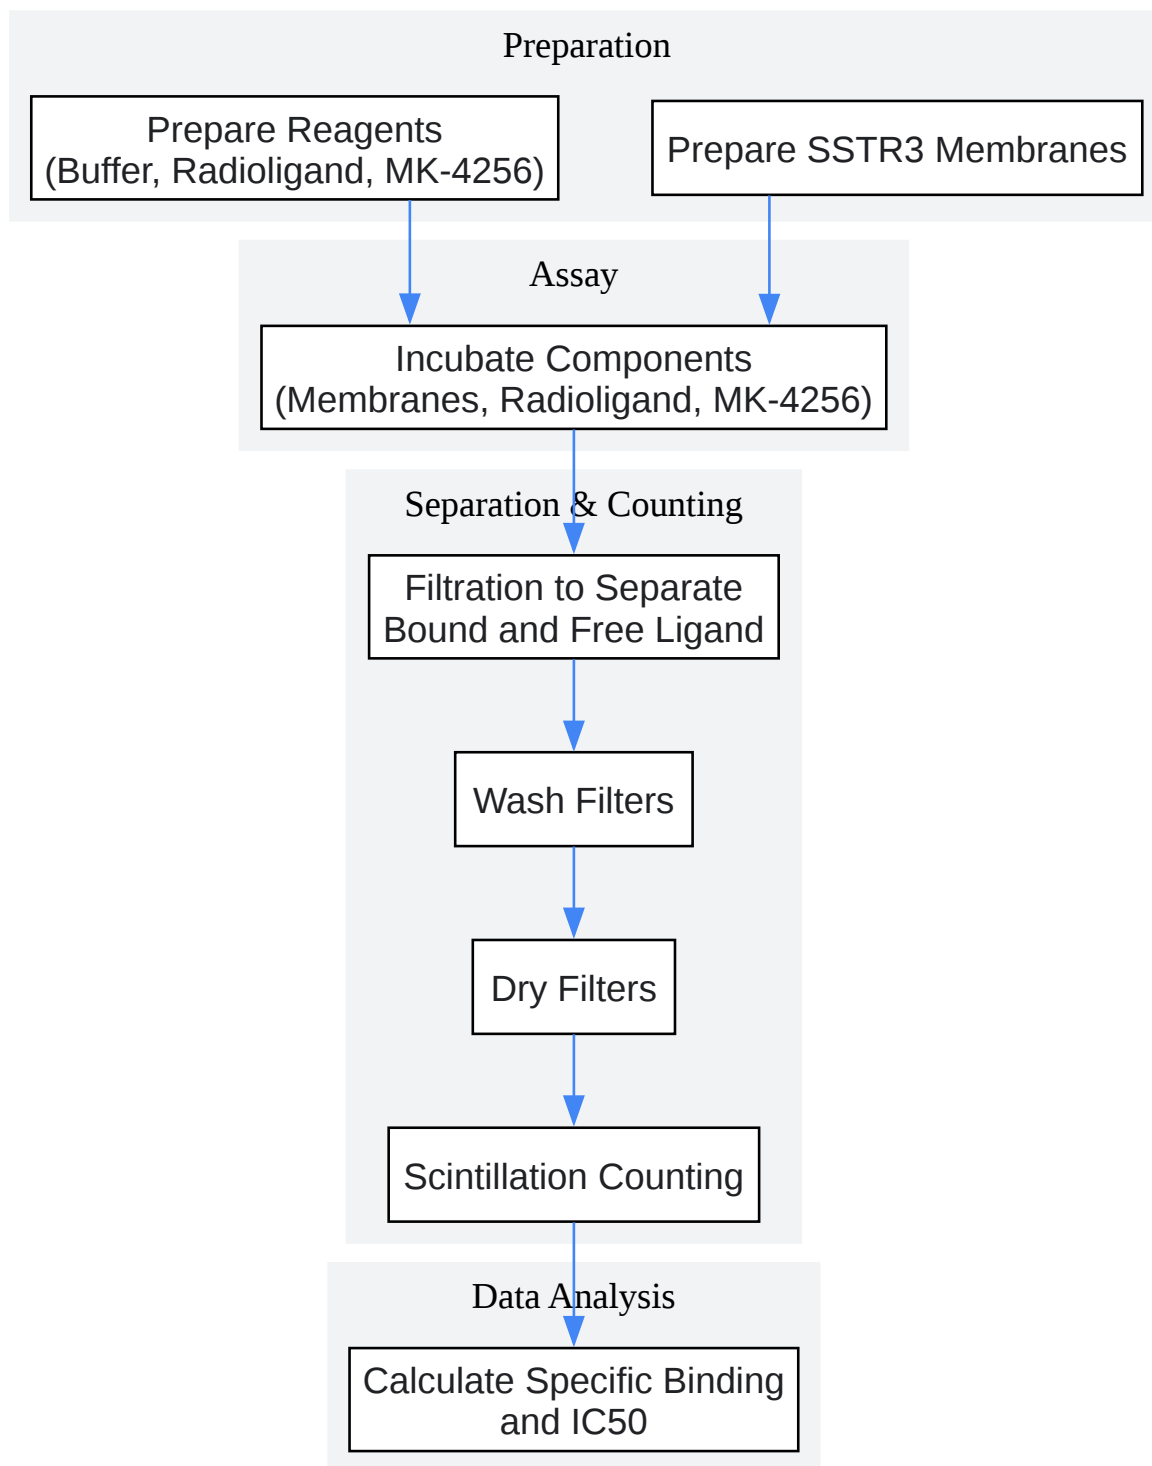 Preparation
Prepare Reagents
(Buffer, Radioligand, MK-4256)
Prepare SSTR3 Membranes
Assay
Incubate Components
(Membranes, Radioligand, MK-4256)
Separation & Counting
Filtration to Separate
Bound and Free Ligand
Wash Filters
Dry Filters
Scintillation Counting
Data Analysis
Calculate Specific Binding
and IC50